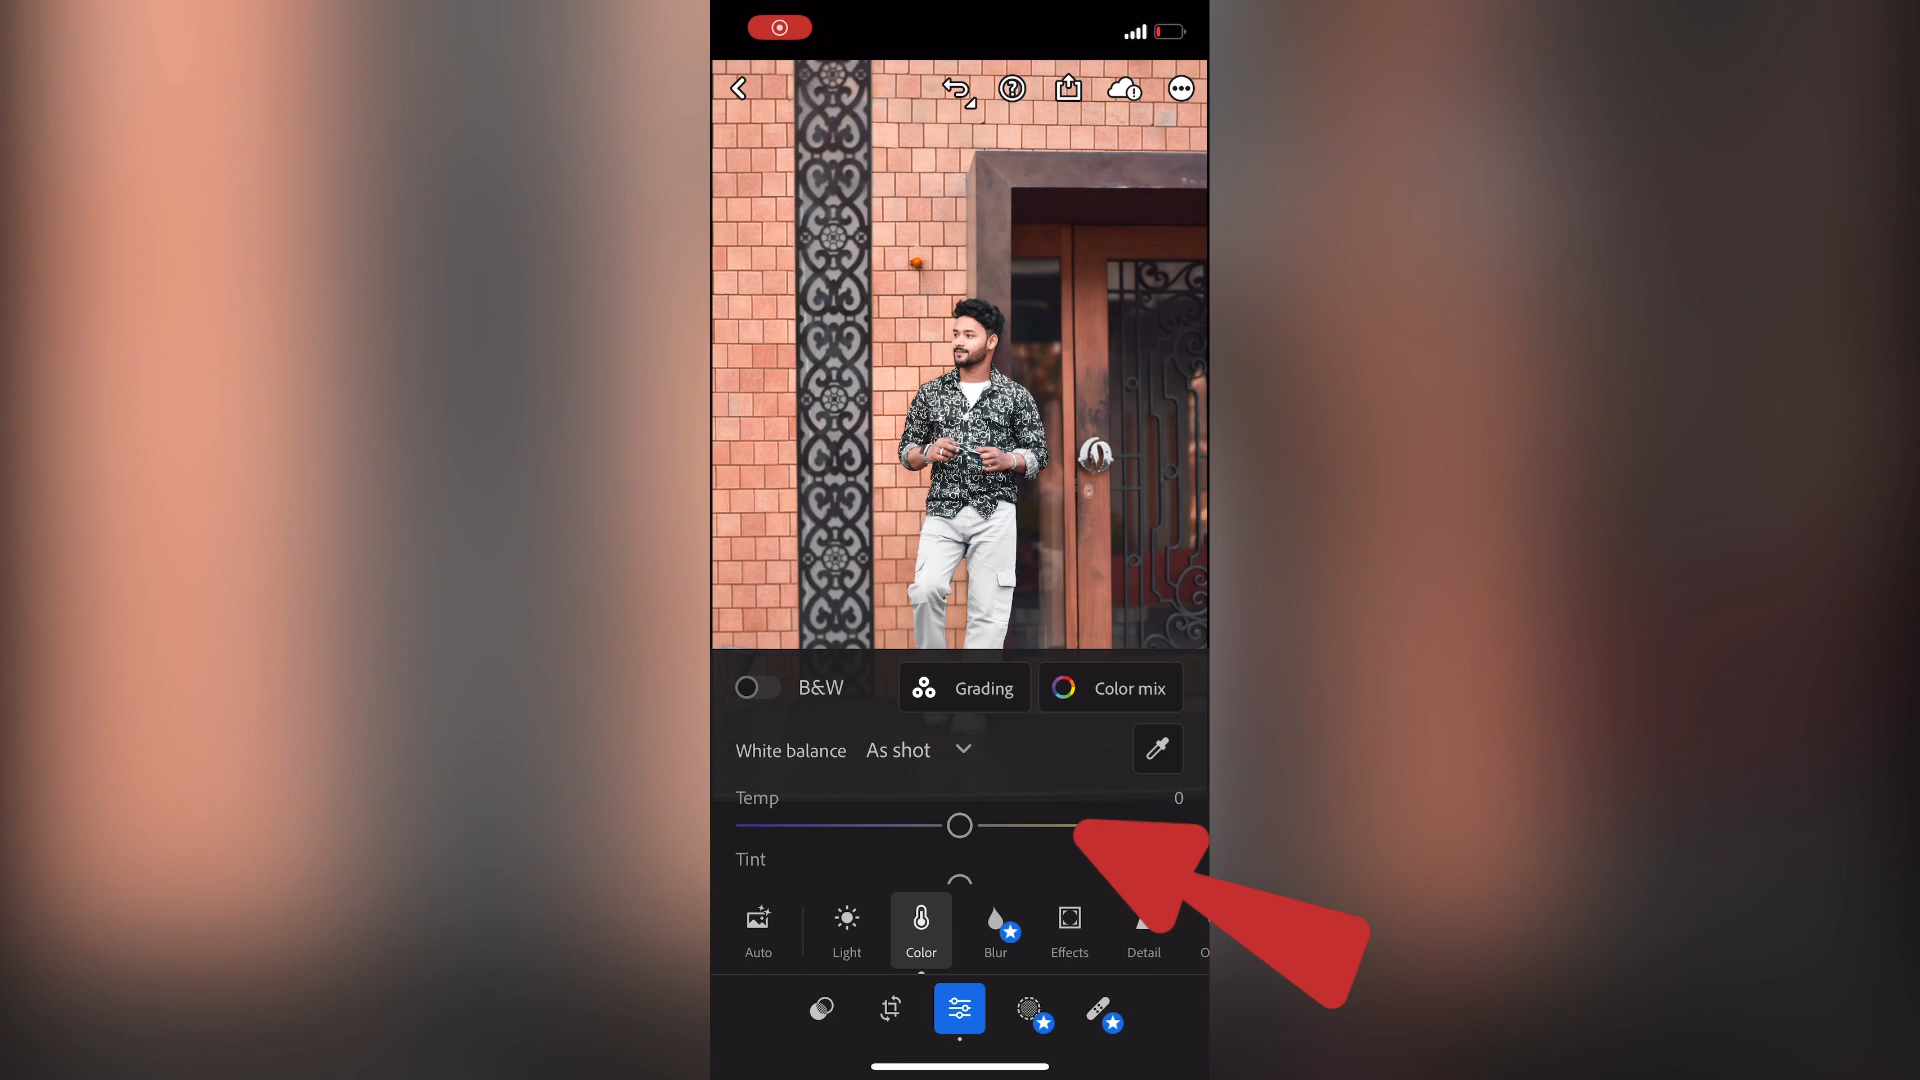 B&W Grading Color mix
White balance As shot
Temp 0
Tint
Auto Light Color Blur Effects Detail O